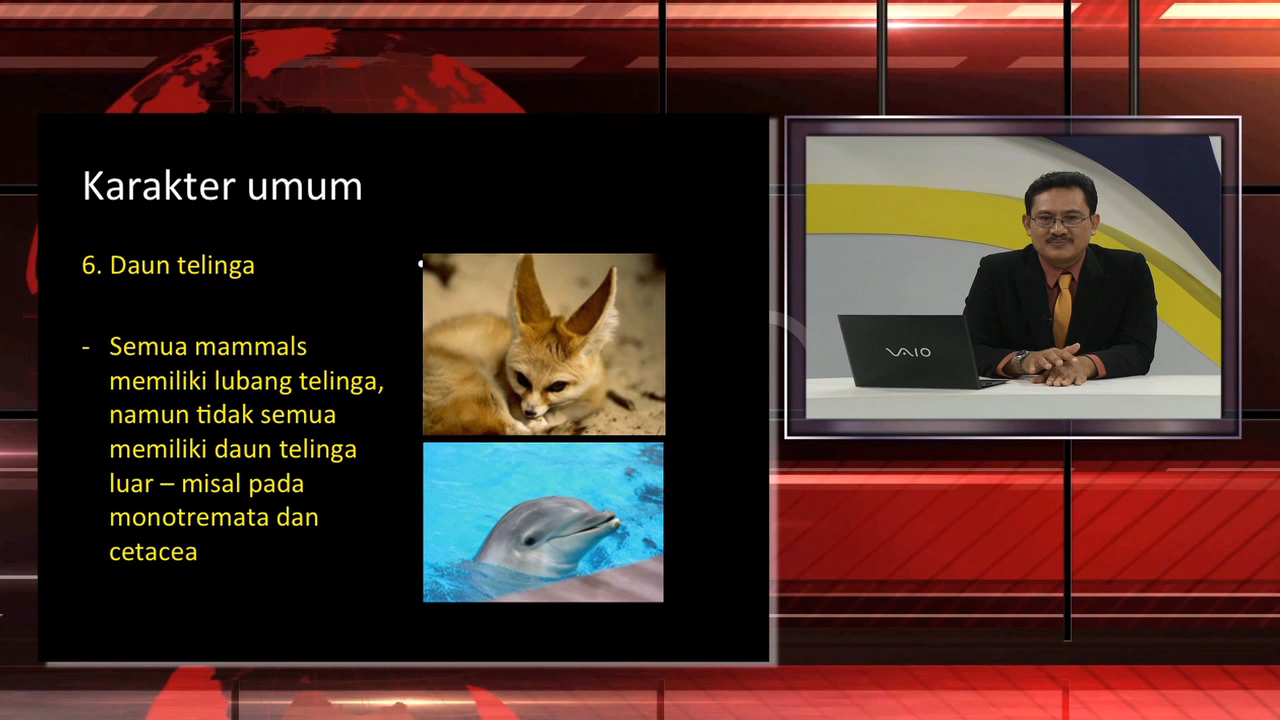 Karakter umum
6. Daun telinga
- Semua mammals
memiliki lubang telinga,
namun tidak semua
memiliki daun telinga
luar – misal pada
monotremata dan
cetacea
VAIO